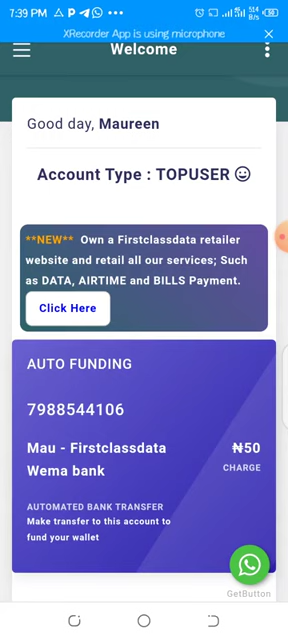 7:39 PM
XRecorder App is using microphone
Welcome
Good day, Maureen
Account Type : TOPUSER
**NEW** Own a Firstclassdata retailer
website and retail all our services; Such
as DATA, AIRTIME and BILLS Payment.
Click Here
AUTO FUNDING
7988544106
Mau - Firstclassdata
Wema bank
₦50
CHARGE
AUTOMATED BANK TRANSFER
Make transfer to this account to
fund your wallet
GetButton